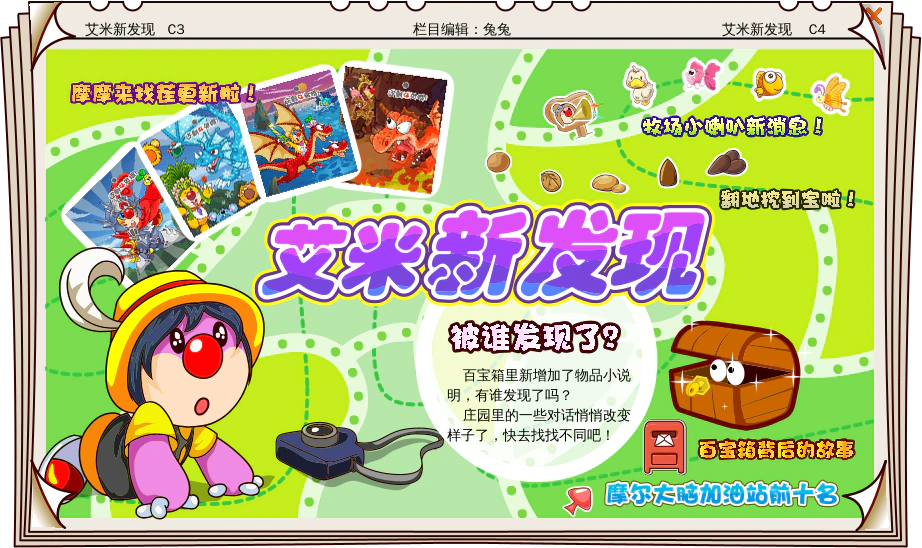 艾米新发现 C3
栏目编辑：兔兔
艾米新发现 C4
摩摩来找茬更新啦！
牧场小喇叭新消息！
翻地挖到宝啦！
艾米新发现
被谁发现了？
百宝箱里新增加了物品小说
明，有谁发现了吗？
庄园里的一些对话悄悄改变
样子了，快去找找不同吧！
百宝箱背后的故事
摩尔大脑加油站前十名